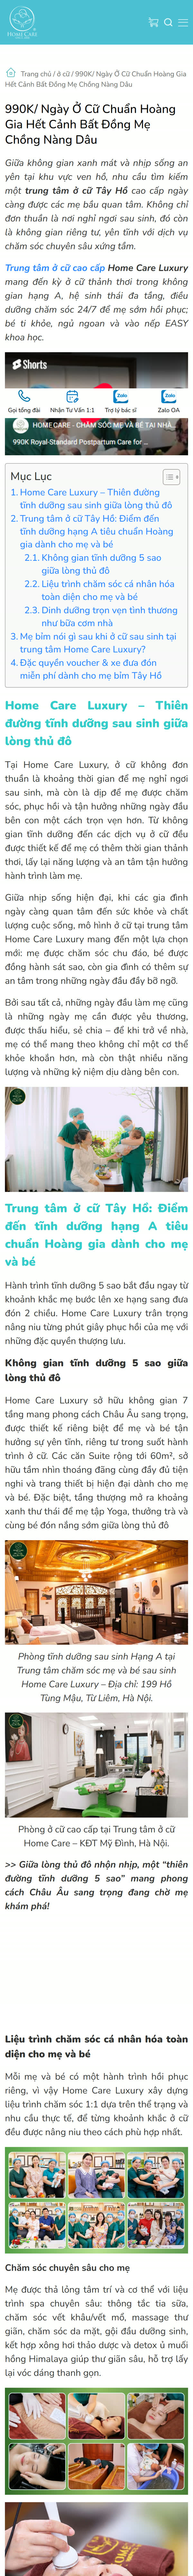 HOME CARE
Trang chủ / ở cữ / 990K/ Ngày Ở Cữ Chuẩn Hoàng Gia Hết Cảnh Bất Đồng Mẹ Chồng Nàng Dâu
990K/ Ngày Ở Cữ Chuẩn Hoàng
Gia Hết Cảnh Bất Đồng Mẹ
Chồng Nàng Dâu
Giữa không gian xanh mát và nhịp sống an
yên tại khu vực ven hồ, nhu cầu tìm kiếm
một trung tâm ở cữ Tây Hồ cao cấp ngày
càng được các mẹ bầu quan tâm. Không chỉ
đơn thuần là nơi nghỉ ngơi sau sinh, đó còn
là không gian riêng tư, yên tĩnh với dịch vụ
chăm sóc chuyên sâu xứng tầm.
Trung tâm ở cữ cao cấp Home Care Luxury
mang đến kỳ ở cữ thảnh thơi trong không
gian hạng A, hệ sinh thái đa tầng, điều
dưỡng chăm sóc 24/7 để mẹ sớm hồi phục;
bé ti khỏe, ngủ ngoan và vào nếp EASY
khoa học.
Shorts
Gọi tổng đài
Nhận Tư Vấn 1:1
Zalo
Trợ lý bác sĩ
Zalo
Zalo OA
HOME CARE - CHĂM SÓC MẸ VÀ BÉ TẠI NHÀ...
990K Royal-Standard Postpartum Care for ...
Mục Lục
1. Home Care Luxury – Thiên đường
tĩnh dưỡng sau sinh giữa lòng thủ đô
2. Trung tâm ở cữ Tây Hồ: Điểm đến
tĩnh dưỡng hạng A tiêu chuẩn Hoàng
gia dành cho mẹ và bé
2.1. Không gian tĩnh dưỡng 5 sao
giữa lòng thủ đô
2.2. Liệu trình chăm sóc cá nhân hóa
toàn diện cho mẹ và bé
2.3. Dinh dưỡng trọn vẹn tình thương
như bữa cơm nhà
3. Mẹ bỉm nói gì sau khi ở cữ sau sinh tại
trung tâm Home Care Luxury?
4. Đặc quyền voucher & xe đưa đón
miễn phí dành cho mẹ bỉm Tây Hồ
Home Care Luxury – Thiên
đường tĩnh dưỡng sau sinh giữa
lòng thủ đô
Tại Home Care Luxury, ở cữ không đơn
thuần là khoảng thời gian để mẹ nghỉ ngơi
sau sinh, mà còn là dịp để mẹ được chăm
sóc, phục hồi và tận hưởng những ngày đầu
bên con một cách trọn vẹn hơn. Từ không
gian tĩnh dưỡng đến các dịch vụ ở cữ đều
được thiết kế để mẹ có thêm thời gian thảnh
thơi, lấy lại năng lượng và an tâm tận hưởng
hành trình làm mẹ.
Giữa nhịp sống hiện đại, khi các gia đình
ngày càng quan tâm đến sức khỏe và chất
lượng cuộc sống, mô hình ở cữ tại trung tâm
Home Care Luxury mang đến một lựa chọn
mới: mẹ được chăm sóc chu đáo, bé được
đồng hành sát sao, còn gia đình có thêm sự
an tâm trong những ngày đầu đầy bỡ ngỡ.
Bởi sau tất cả, những ngày đầu làm mẹ cũng
là những ngày mẹ cần được yêu thương,
được thấu hiểu, sẻ chia – để khi trở về nhà,
mẹ có thể mang theo không chỉ một cơ thể
khỏe khoắn hơn, mà còn thật nhiều năng
lượng và những kỷ niệm dịu dàng bên con.
Trung tâm ở cữ Tây Hồ: Điểm
đến tĩnh dưỡng hạng A tiêu
chuẩn Hoàng gia dành cho mẹ
và bé
Hành trình tĩnh dưỡng 5 sao bắt đầu ngay từ
khoảnh khắc mẹ bước lên xe hạng sang đưa
đón 2 chiều. Home Care Luxury trân trọng
nâng niu từng phút giây phục hồi của mẹ với
những đặc quyền thượng lưu.
Không gian tĩnh dưỡng 5 sao giữa
lòng thủ đô
Home Care Luxury sở hữu không gian 7
tầng mang phong cách Châu Âu sang trọng,
được thiết kế riêng biệt để mẹ và bé tận
hưởng sự yên tĩnh, riêng tư trong suốt hành
trình ở cữ. Các căn Suite rộng tới 60m², sở
hữu tầm nhìn thoáng đãng cùng đầy đủ tiện
nghi và trang thiết bị hiện đại dành cho mẹ
và bé. Đặc biệt, tầng thượng mở ra khoảng
xanh thư thái để mẹ tập Yoga, thưởng trà và
cùng bé đón nắng sớm giữa lòng thủ đô
Phòng tĩnh dưỡng sau sinh Hạng A tại
Trung tâm chăm sóc mẹ và bé sau sinh
Home Care Luxury – Địa chỉ: 199 Hồ
Tùng Mậu, Từ Liêm, Hà Nội.
Phòng ở cữ cao cấp tại Trung tâm ở cữ
Home Care – KĐT Mỹ Đình, Hà Nội.
>> Giữa lòng thủ đô nhộn nhịp, một “thiên
đường tĩnh dưỡng 5 sao” mang phong
cách Châu Âu sang trọng đang chờ mẹ
khám phá!
Liệu trình chăm sóc cá nhân hóa toàn
diện cho mẹ và bé
Mỗi mẹ và bé có một hành trình hồi phục
riêng, vì vậy Home Care Luxury xây dựng
liệu trình chăm sóc 1:1 dựa trên thể trạng và
nhu cầu thực tế, để từng khoảnh khắc ở cữ
đều được nâng niu theo cách phù hợp nhất.
Chăm sóc chuyên sâu cho mẹ
Mẹ được thả lỏng tâm trí và cơ thể với liệu
trình spa chuyên sâu: thông tắc tia sữa,
chăm sóc vết khâu/vết mổ, massage thư
giãn, chăm sóc da mặt, gội đầu dưỡng sinh,
kết hợp xông hơi thảo dược và detox ủ muối
hồng Himalaya giúp thư giãn sâu, hỗ trợ lấy
lại vóc dáng thanh gọn.